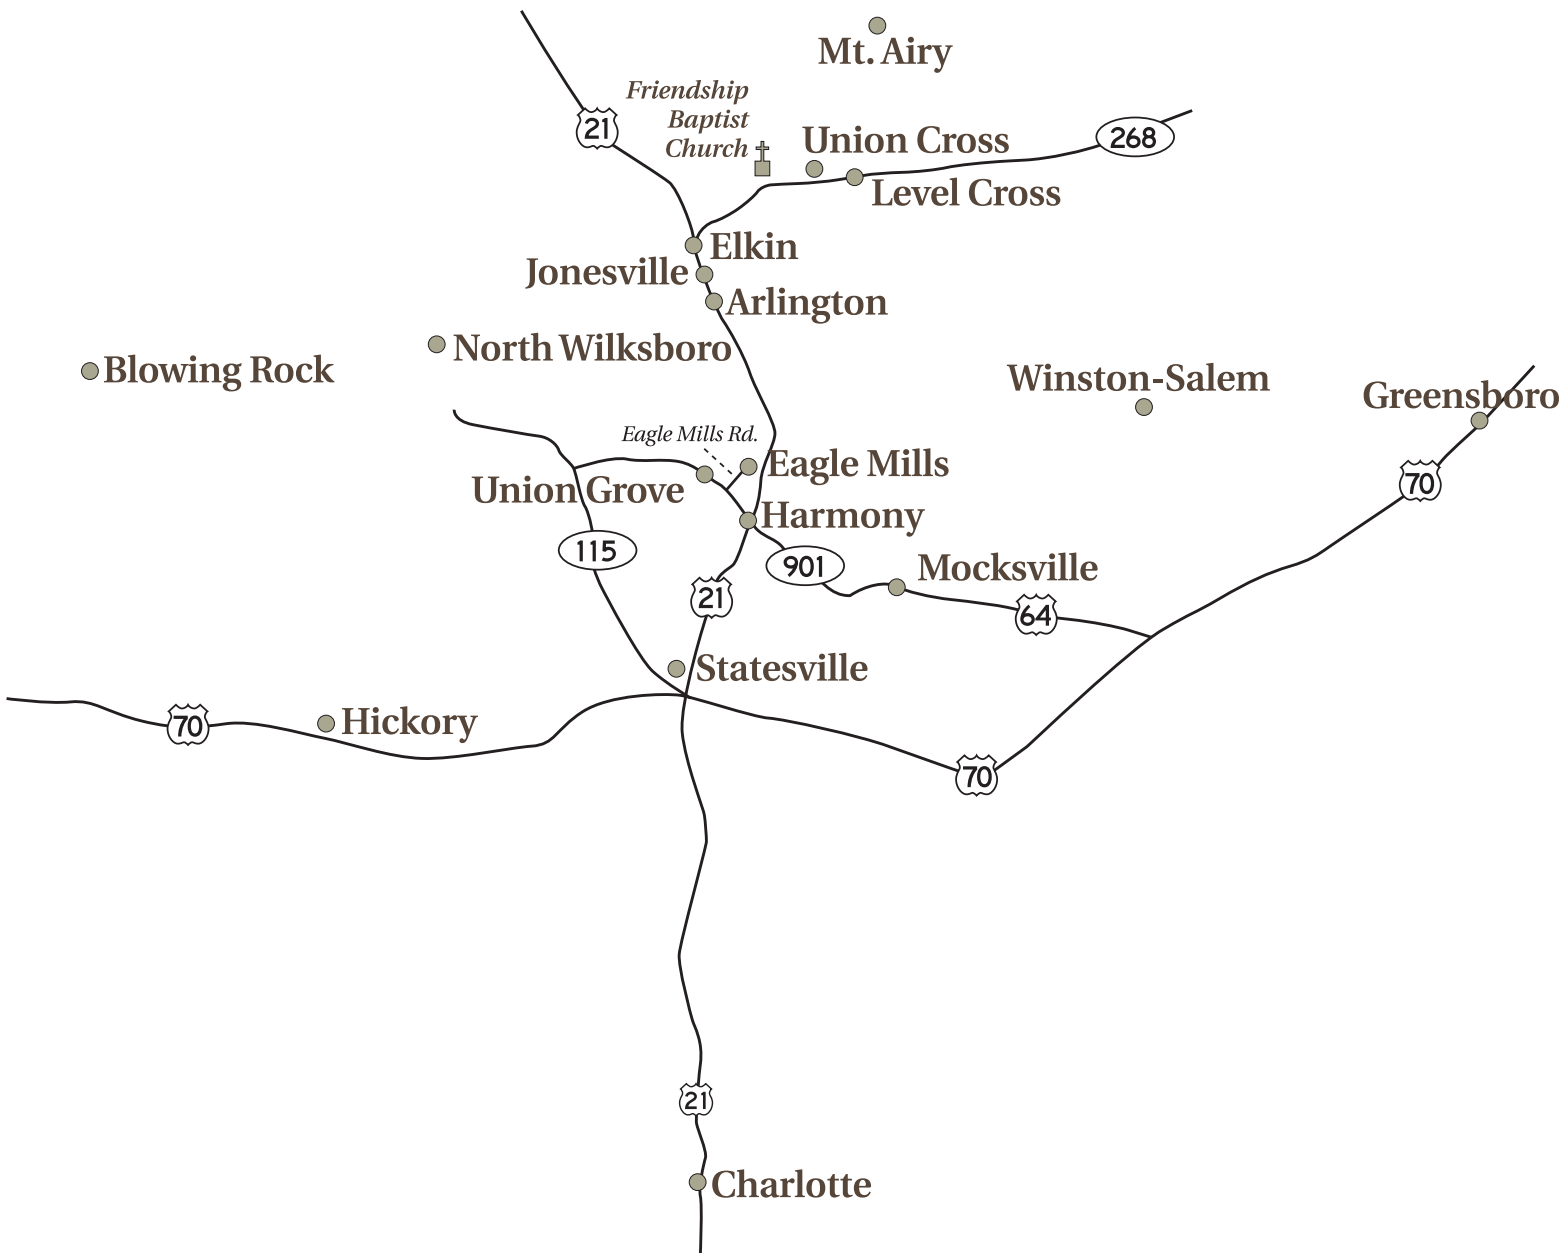 Mt. Airy
Friendship
Baptist
Church
21
Union Cross
268
Level Cross
Elkin
Jonesville
Arlington
North Wilksboro
Blowing Rock
Winston-Salem
Greensboro
Eagle Mills Rd.
Eagle Mills
Union Grove
70
Harmony
115
901
Mocksville
21
64
Statesville
70
Hickory
70
21
Charlotte